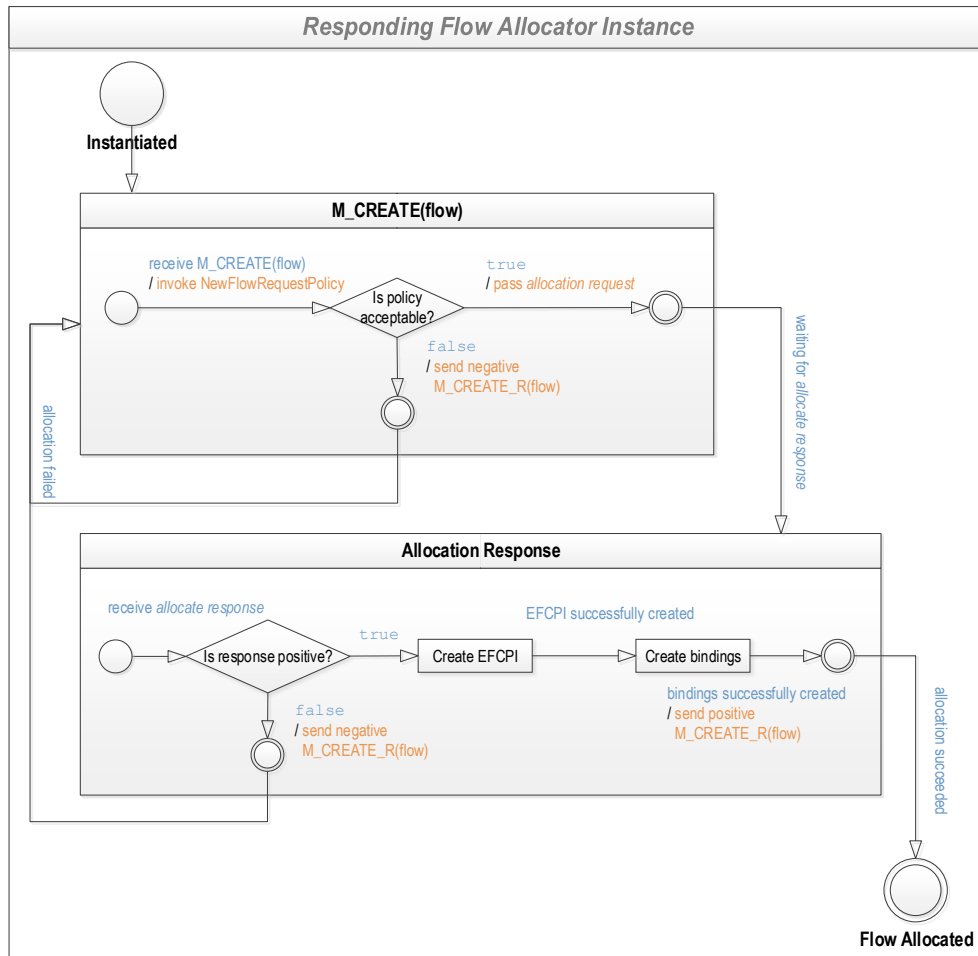 Responding Flow Allocator Instance
Instantiated
M_CREATE(flow)
receive M_CREATE(flow)
/ invoke NewFlowRequestPolicy
true
/ pass allocation request
Is policy
acceptable?
false
/ send negative
M_CREATE_R(flow)
waiting for allocate response
allocation failed
Allocation Response
receive allocate response
EFCPI successfully created
true
Is response positive?
Create EFCPI
Create bindings
false
/ send negative
M_CREATE_R(flow)
bindings successfully created
/ send positive
M_CREATE_R(flow)
allocation succeeded
Flow Allocated